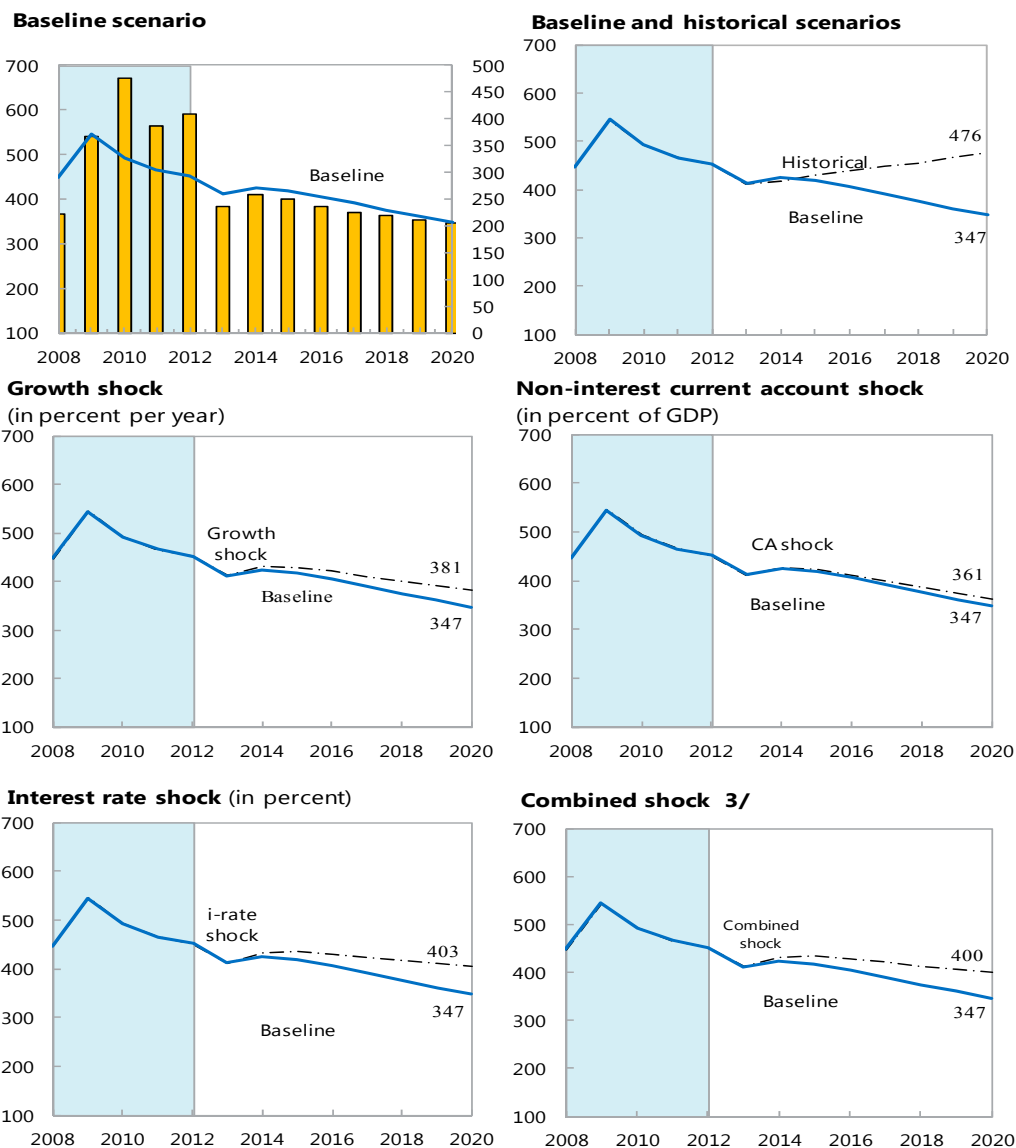 Baseline scenario
700
600
500
400
300
200
100
500
450
400
350
300
250
200
150
100
50
0
Baseline
2008 2010 2012 2014 2016 2018 2020
Baseline and historical scenarios
700
600
500
400
300
200
100
476
Historical
Baseline
347
2008 2010 2012 2014 2016 2018 2020
Growth shock
(in percent per year)
700
600
500
400
300
200
100
Growth
shock
381
Baseline
347
2008 2010 2012 2014 2016 2018 2020
Non-interest current account shock
(in percent of GDP)
700
600
500
400
300
200
100
CA shock
361
Baseline
347
2008 2010 2012 2014 2016 2018 2020
Interest rate shock (in percent)
700
600
500
400
300
200
100
i-rate
shock
403
347
Baseline
2008 2010 2012 2014 2016 2018 2020
Combined shock 3/
700
600
500
400
300
200
100
Combined
shock
400
Baseline
347
2008 2010 2012 2014 2016 2018 2020